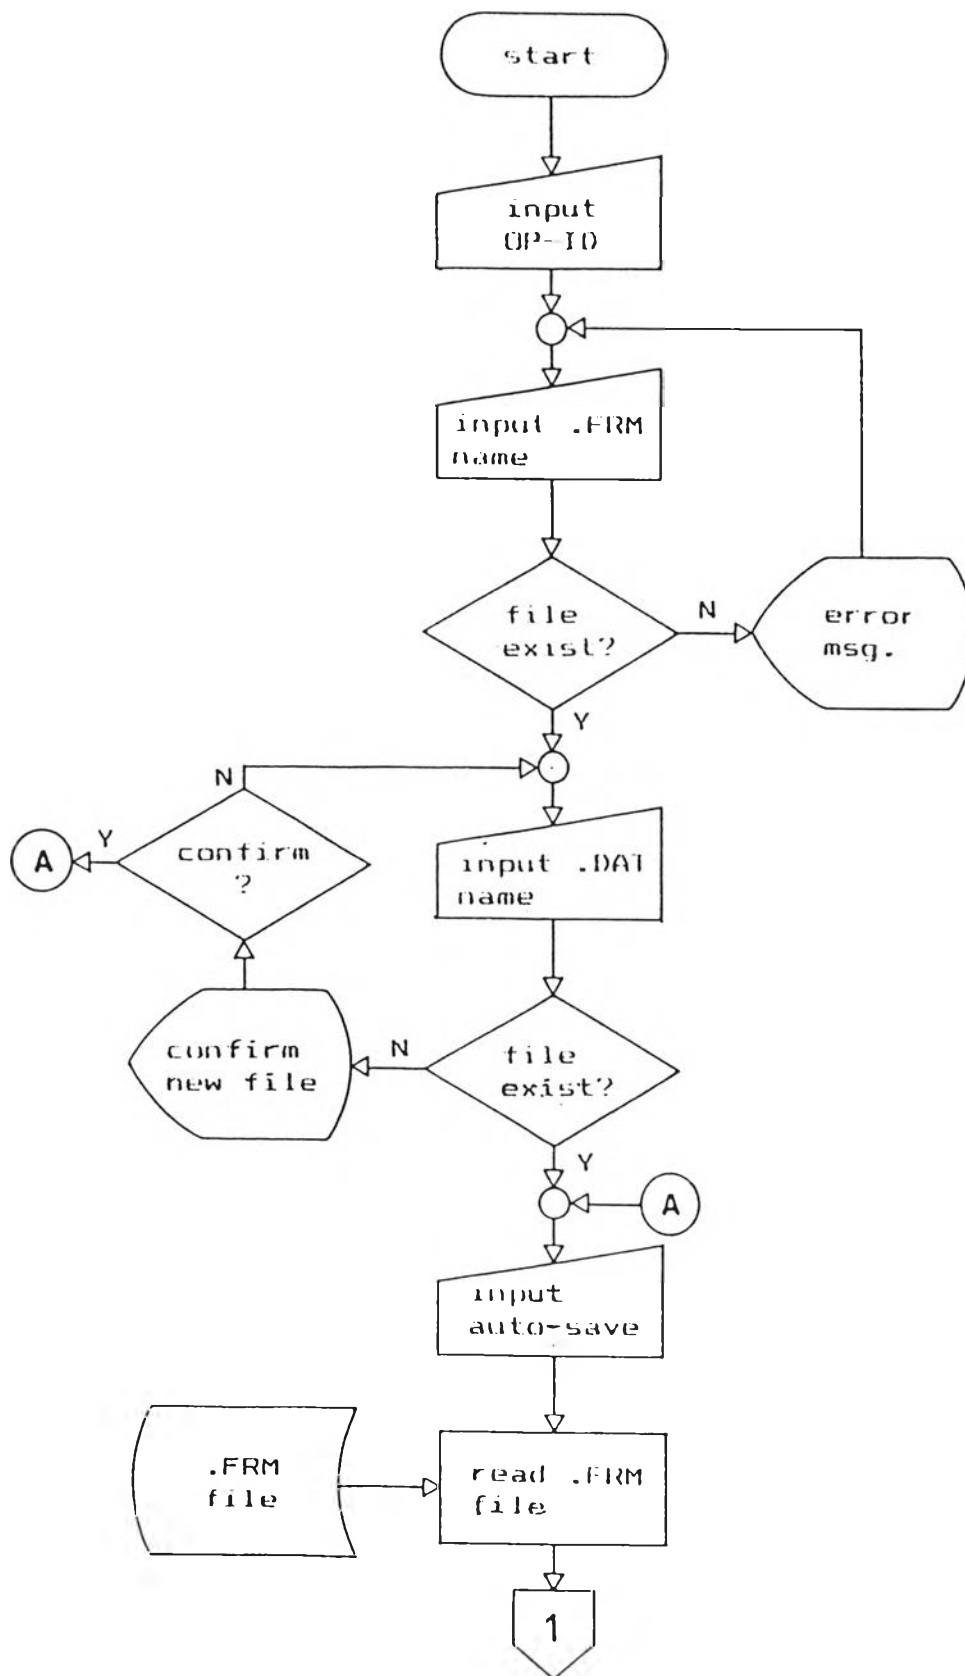 start
input
OP-ID
input .FRM
name
file
exist?
N
error
msg.
Y
N
Y
A
confirm
?
input .DAT
name
confirm
new file
N
file
exist?
Y
A
input
auto-save
.FRM
file
read .FRM
file
1